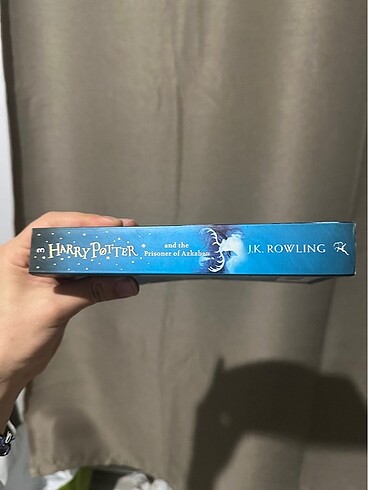 3
HARRY POTTER
and the
Prisoner of Azkaban
J.K. ROWLING